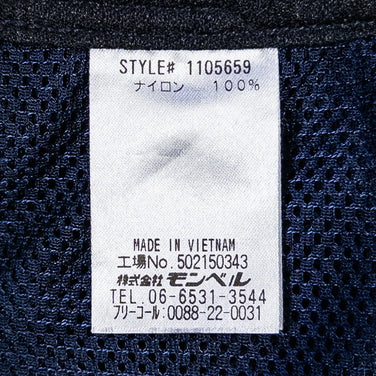 STYLE# 1105659
ナイロン 100%
MADE IN VIETNAM
工場No.502150343
株式会社 モンベル
TEL.06-6531-3544
フリーコール:0088-22-0031